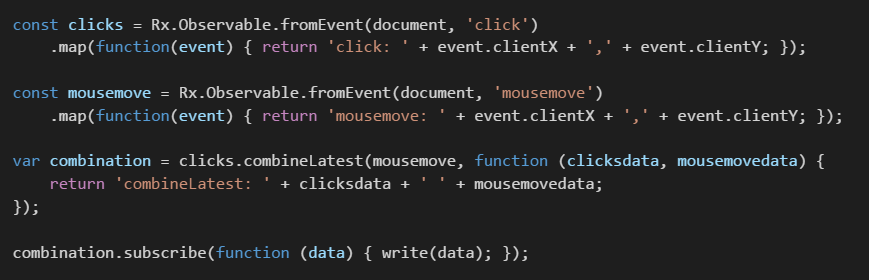 const clicks = Rx.Observable.fromEvent(document, 'click')
    .map(function(event) { return 'click: ' + event.clientX + ',' + event.clientY; });

const mousemove = Rx.Observable.fromEvent(document, 'mousemove')
    .map(function(event) { return 'mousemove: ' + event.clientX + ',' + event.clientY; });

var combination = clicks.combineLatest(mousemove, function (clicksdata, mousemovedata) {
    return 'combineLatest: ' + clicksdata + ' ' + mousemovedata;
});

combination.subscribe(function (data) { write(data); });